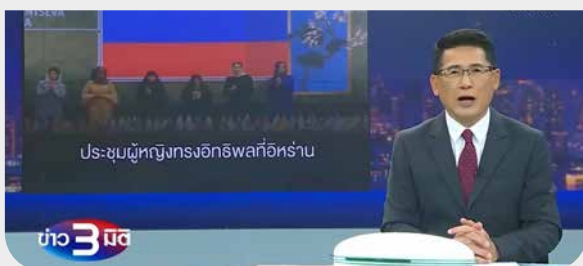 ประชุมผู้หญิงทรงอิทธิพลที่อิหร่าน
ข่าว 3 มิติ